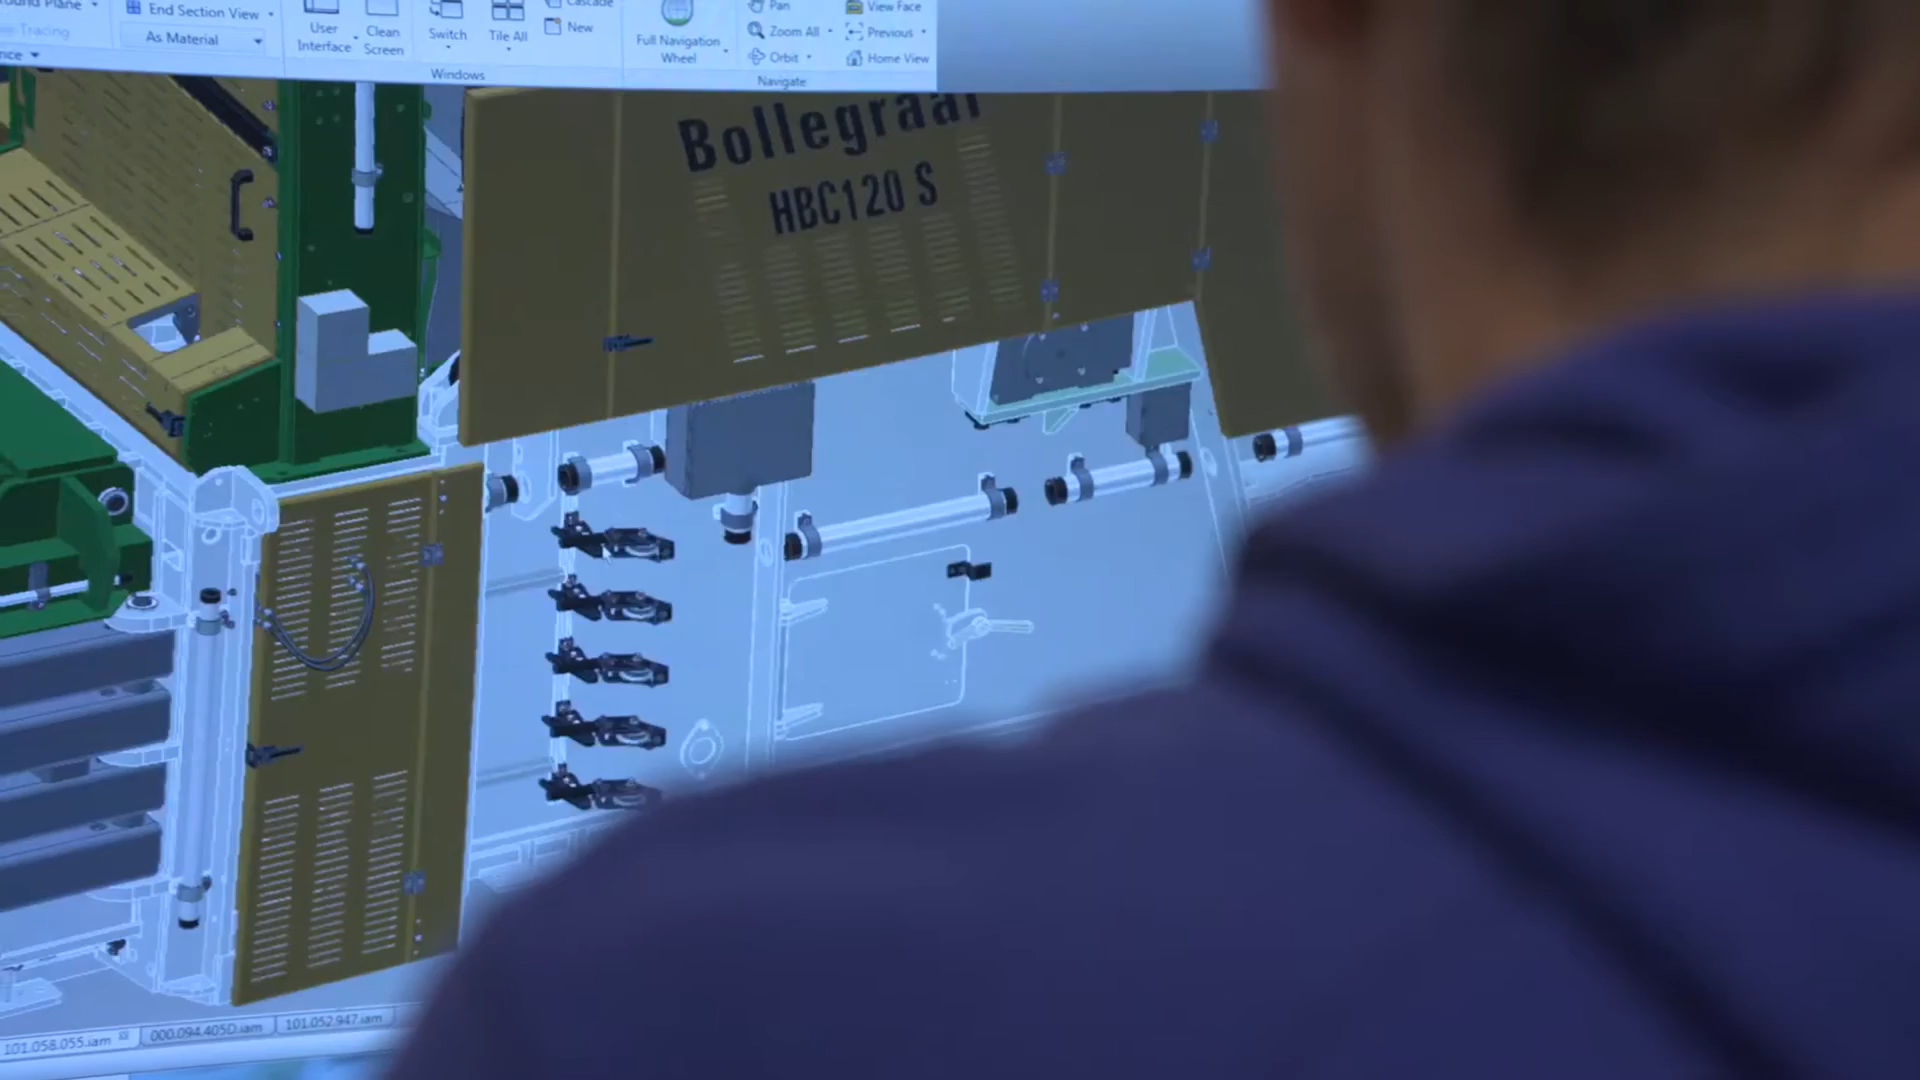 End Section View
As Material
Tracing
User
Interface
Clean
Screen
Switch
Tile All
Cascade
New
Windows
Full Navigation
Wheel
Pan
Zoom All
Orbit
View Face
Previous
Home View
Navigate
Bollegraaf
HBC120 S
101.058.055.iam
000.094.405D.iam
101.052.947.iam